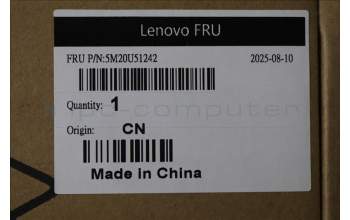 Lenovo FRU
FRU P/N:5M20U51242 2025-08-10
Quantity: 1
Origin: CN
Made in China